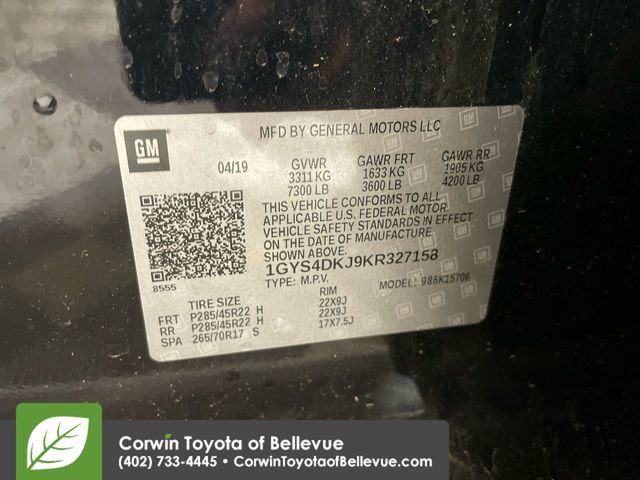 GM
MFD BY GENERAL MOTORS LLC
04/19 GVWR GAWR FRT GAWR RR
3311 KG 1633 KG 1905 KG
7300 LB 3600 LB 4200 LB
THIS VEHICLE CONFORMS TO ALL
APPLICABLE U.S. FEDERAL MOTOR
VEHICLE SAFETY STANDARDS IN EFFECT
ON THE DATE OF MANUFACTURE
SHOWN ABOVE.
1GYS4DKJ9KR327158
8555 TYPE: M.P.V. MODEL: 986K15706
TIRE SIZE RIM
FRT P285/45R22 H 22X9J
RR P285/45R22 H 22X9J
SPA 265/70R17 S 17X7.5J
Corwin Toyota of Bellevue
(402) 733-4445 • CorwinToyotaofBellevue.com